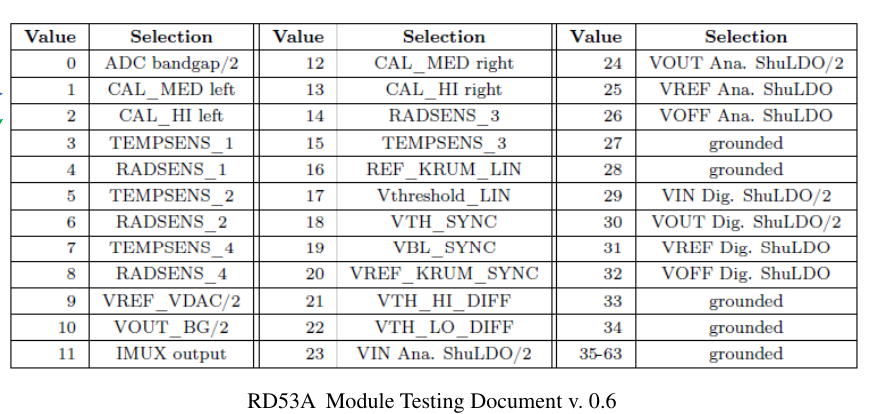 Value Selection Value Selection Value Selection
0 ADC bandgap/2 12 CAL_MED right 24 VOUT Ana. ShuLDO/2
1 CAL_MED left 13 CAL_HI right 25 VREF Ana. ShuLDO
2 CAL_HI left 14 RADSENS_3 26 VOFF Ana. ShuLDO
3 TEMPSENS_1 15 TEMPSENS_3 27 grounded
4 RADSENS_1 16 REF_KRUM_LIN 28 grounded
5 TEMPSENS_2 17 Vthreshold_LIN 29 VIN Dig. ShuLDO/2
6 RADSENS_2 18 VTH_SYNC 30 VOUT Dig. ShuLDO/2
7 TEMPSENS_4 19 VBL_SYNC 31 VREF Dig. ShuLDO
8 RADSENS_4 20 VREF_KRUM_SYNC 32 VOFF Dig. ShuLDO
9 VREF_VDAC/2 21 VTH_HI_DIFF 33 grounded
10 VOUT_BG/2 22 VTH_LO_DIFF 34 grounded
11 IMUX output 23 VIN Ana. ShuLDO/2 35-63 grounded
RD53A Module Testing Document v. 0.6